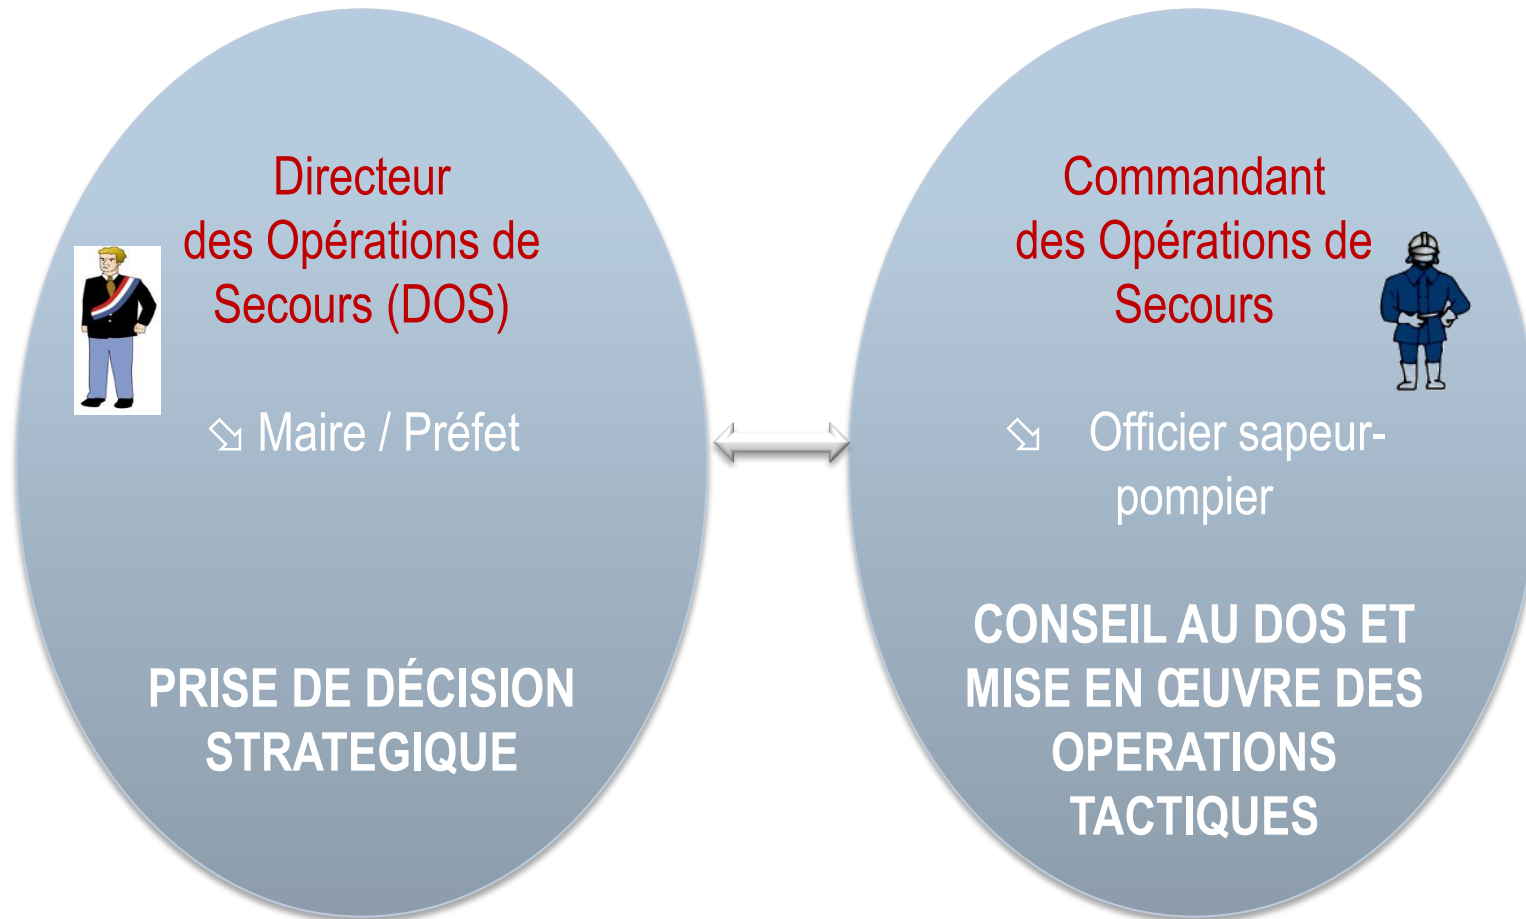 Directeur
des Opérations de
Secours (DOS)
⬂ Maire / Préfet
PRISE DE DÉCISION
STRATEGIQUE
Commandant
des Opérations de
Secours
⬂ Officier sapeur-
pompier
CONSEIL AU DOS ET
MISE EN ŒUVRE DES
OPERATIONS
TACTIQUES